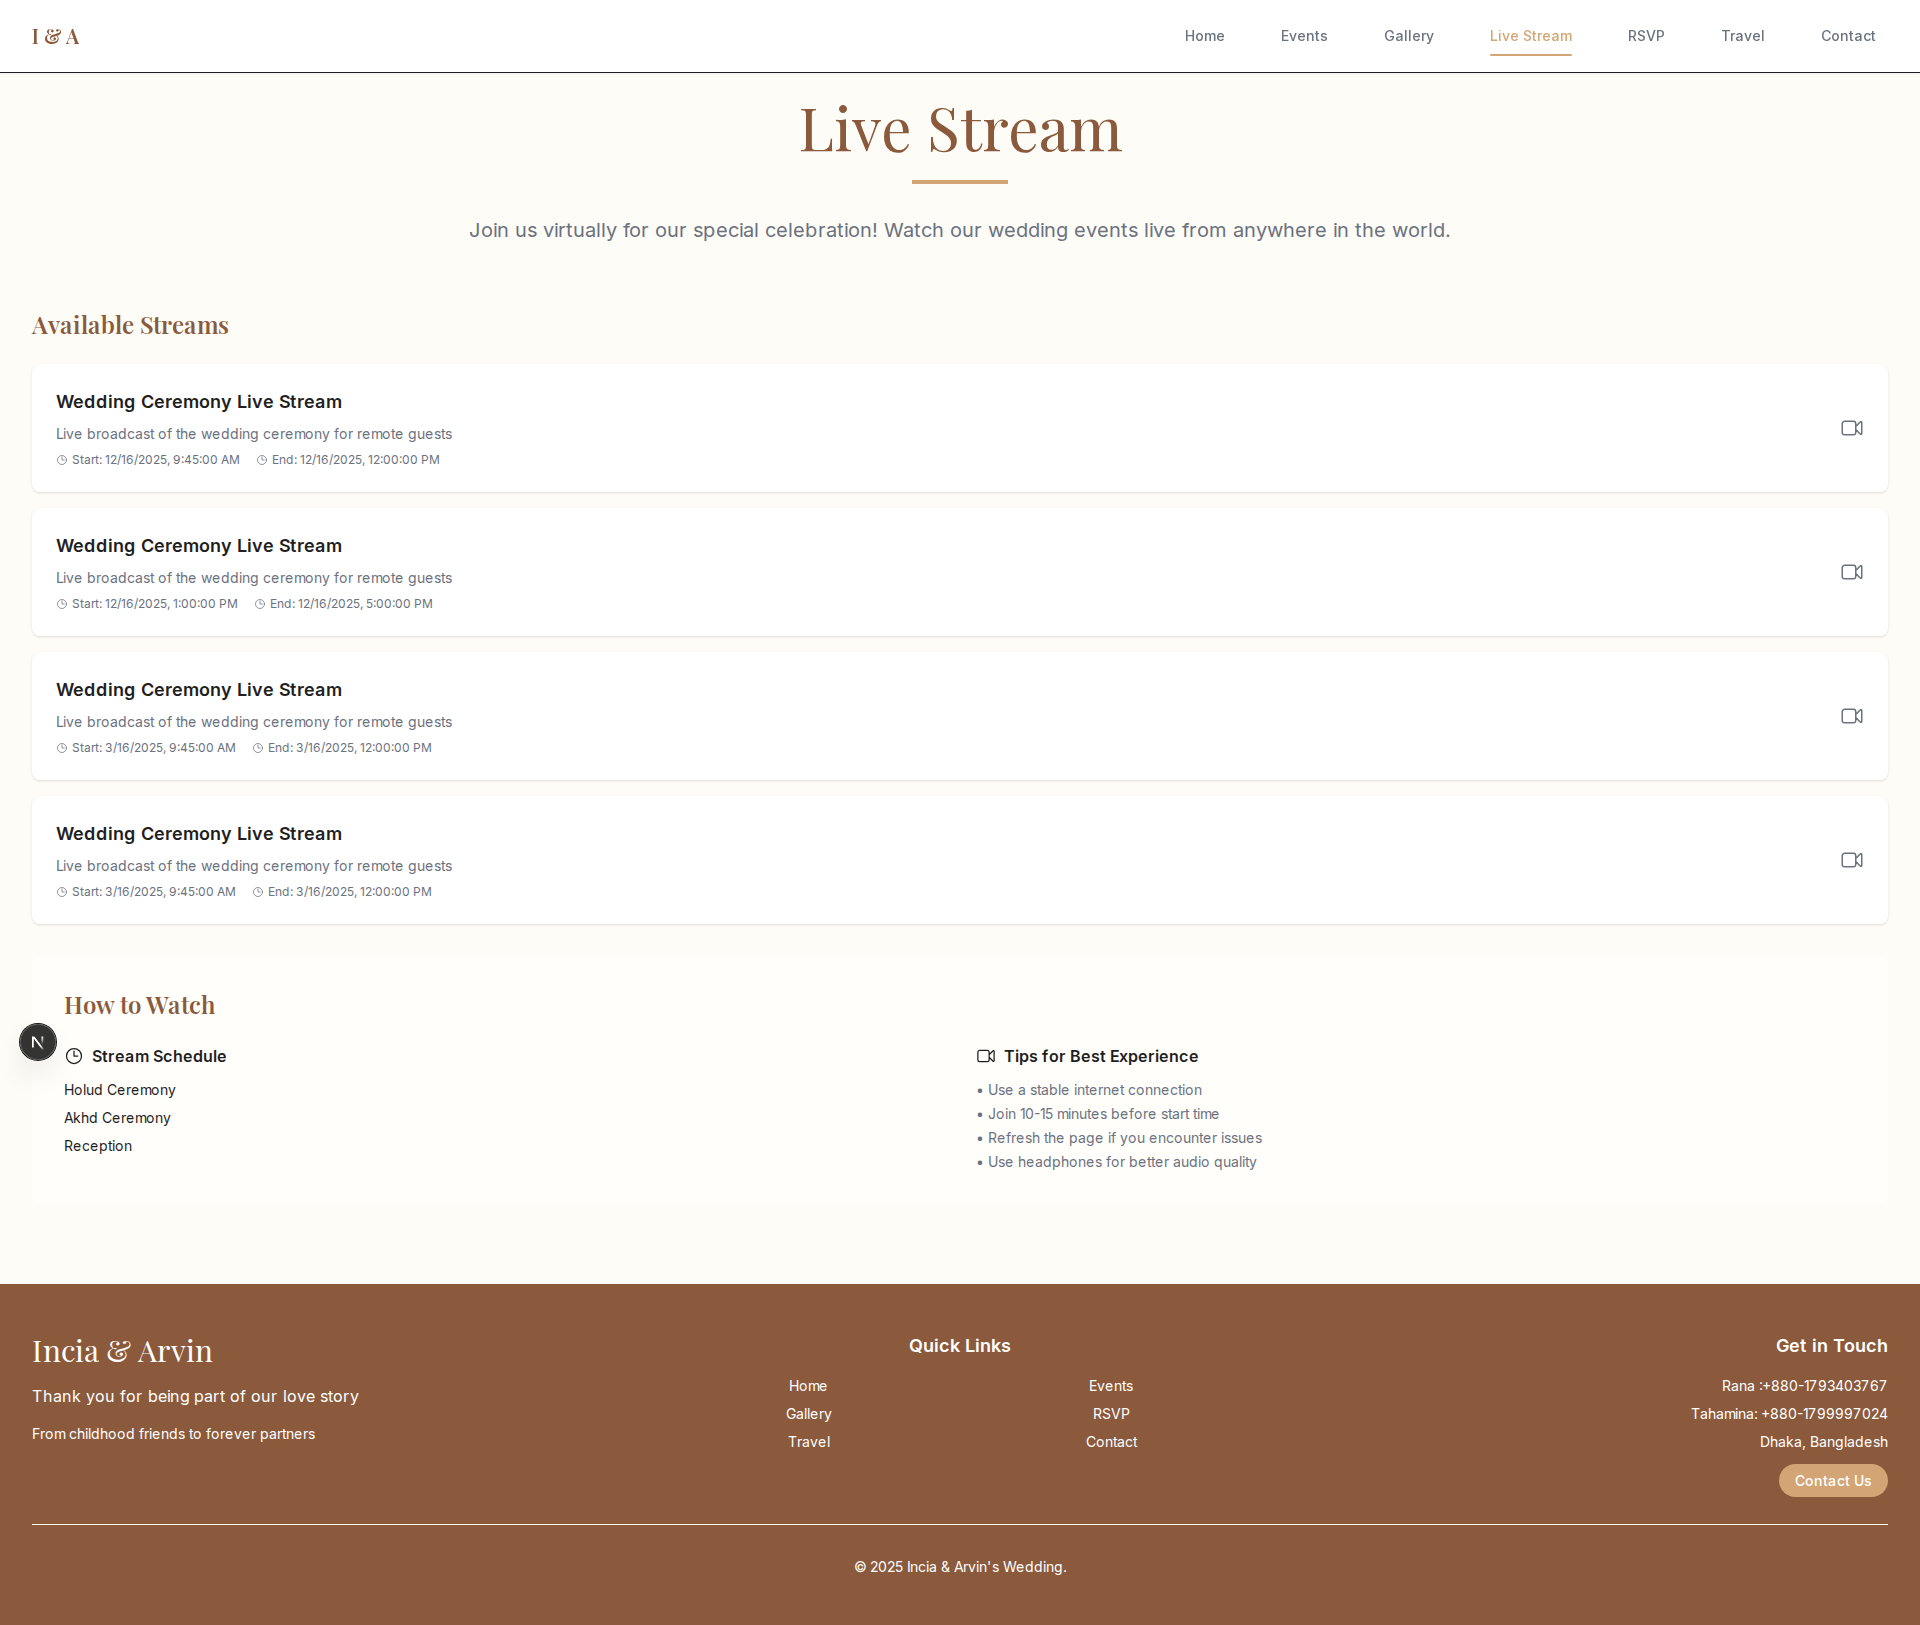 I & A
Home Events Gallery Live Stream RSVP Travel Contact
Live Stream
Join us virtually for our special celebration! Watch our wedding events live from anywhere in the world.
Available Streams
Wedding Ceremony Live Stream
Live broadcast of the wedding ceremony for remote guests
Start: 12/16/2025, 9:45:00 AM End: 12/16/2025, 12:00:00 PM
Wedding Ceremony Live Stream
Live broadcast of the wedding ceremony for remote guests
Start: 12/16/2025, 1:00:00 PM End: 12/16/2025, 5:00:00 PM
Wedding Ceremony Live Stream
Live broadcast of the wedding ceremony for remote guests
Start: 3/16/2025, 9:45:00 AM End: 3/16/2025, 12:00:00 PM
Wedding Ceremony Live Stream
Live broadcast of the wedding ceremony for remote guests
Start: 3/16/2025, 9:45:00 AM End: 3/16/2025, 12:00:00 PM
How to Watch
N
Stream Schedule
Holud Ceremony
Akhd Ceremony
Reception
Tips for Best Experience
• Use a stable internet connection
• Join 10-15 minutes before start time
• Refresh the page if you encounter issues
• Use headphones for better audio quality
Incia & Arvin
Thank you for being part of our love story
From childhood friends to forever partners
Quick Links
Home Events
Gallery RSVP
Travel Contact
Get in Touch
Rana :+880-1793403767
Tahamina: +880-1799997024
Dhaka, Bangladesh
Contact Us
© 2025 Incia & Arvin's Wedding.